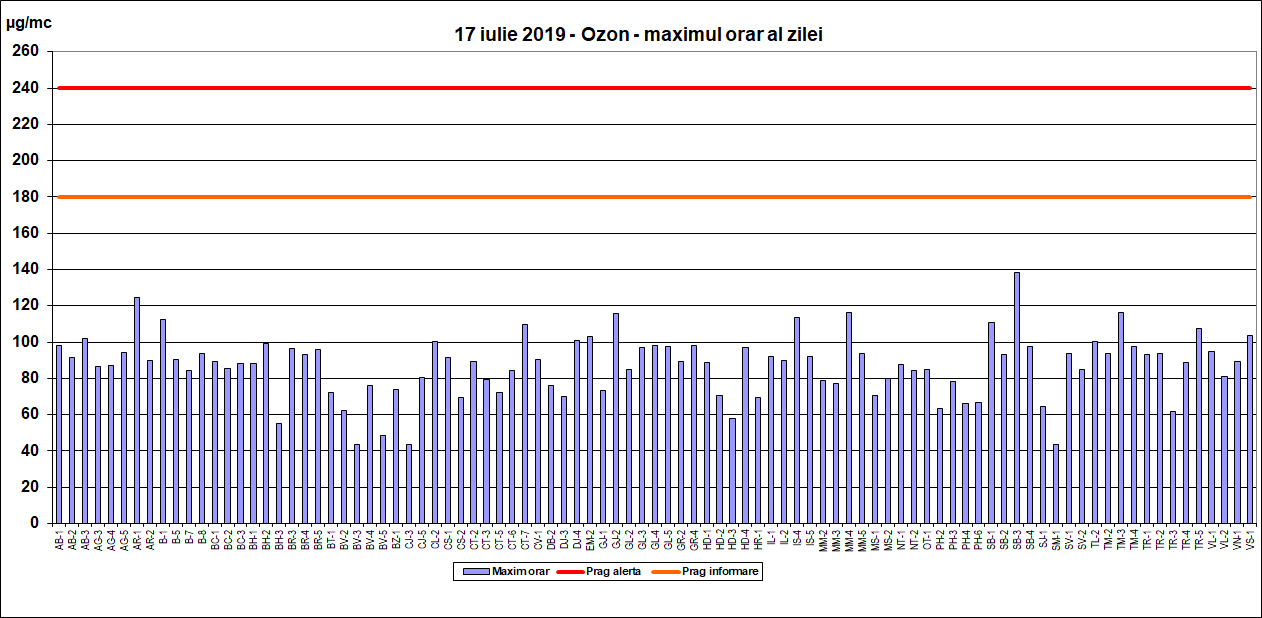 µg/mc
17 iulie 2019 - Ozon - maximul orar al zilei
260
240
220
200
180
160
140
120
100
80
60
40
20
0
AB-1
AB-2
AB-3
AG-3
AG-4
AG-5
AR-1
AR-2
B-1
B-5
B-7
B-8
BC-1
BC-2
BC-3
BH-1
BH-2
BH-3
BR-3
BR-4
BR-5
BT-1
BV-2
BV-3
BV-4
BV-5
BZ-1
CJ-3
CJ-5
CL-2
CS-1
CS-2
CT-2
CT-3
CT-5
CT-6
CT-7
CV-1
DB-2
DJ-3
DJ-4
EM-2
GJ-1
GJ-2
GL-2
GL-3
GL-4
GL-5
GR-2
GR-4
HD-1
HD-2
HD-3
HD-4
HR-1
IL-1
IL-2
IS-4
IS-5
MM-2
MM-3
MM-4
MM-5
MS-1
MS-2
NT-1
NT-2
OT-1
PH-2
PH-3
PH-4
PH-6
SB-1
SB-2
SB-3
SB-4
SJ-1
SM-1
SV-1
SV-2
TL-2
TM-2
TM-3
TM-4
TR-1
TR-2
TR-3
TR-4
TR-5
VL-1
VL-2
VN-1
VS-1
Maxim orar Prag alerta Prag informare